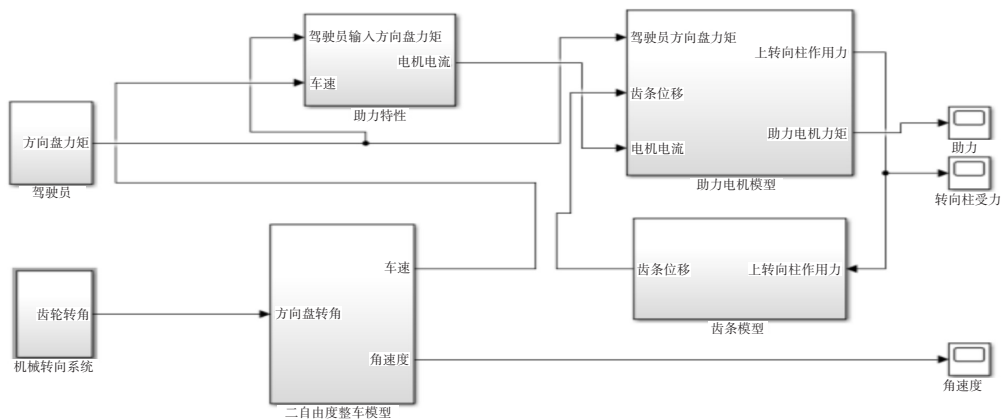 驾驶员输入方向盘力矩
电机电流
车速
助力特性
驾驶员方向盘力矩
上转向柱作用力
齿条位移
助力电机力矩
电机电流
助力电机模型
方向盘力矩
驾驶员
助力
转向柱受力
车速
方向盘转角
角速度
二自由度整车模型
齿条位移
上转向柱作用力
齿条模型
齿轮转角
机械转向系统
角速度